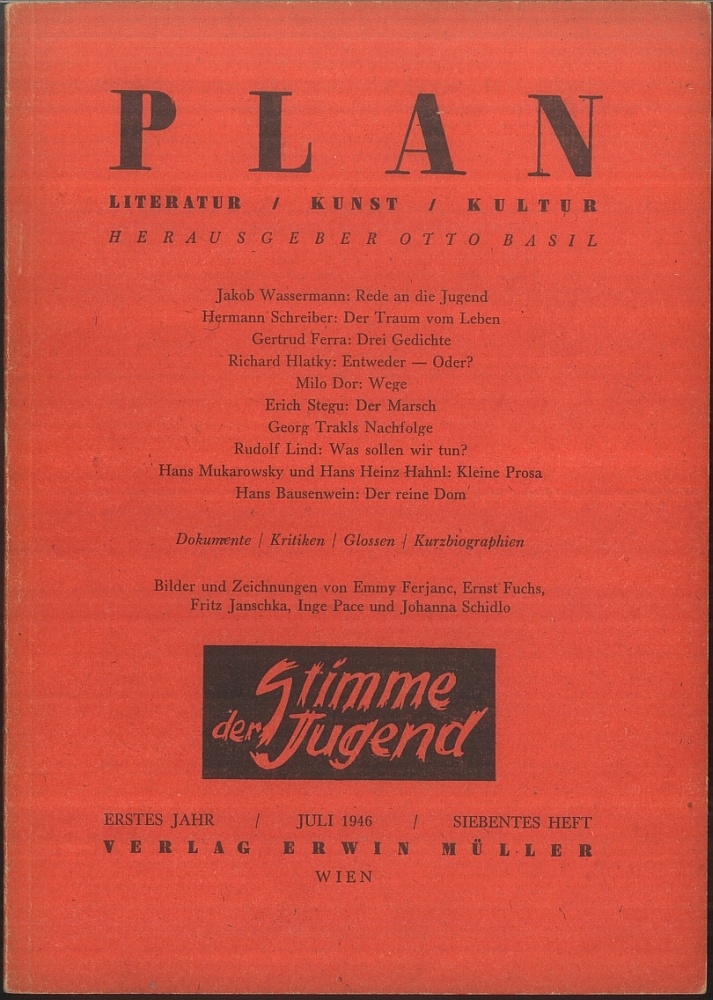 PLAN
LITERATUR / KUNST / KULTUR
HERAUSGEBER OTTO BASIL
Jakob Wassermann: Rede an die Jugend
Hermann Schreiber: Der Traum vom Leben
Gertrud Ferra: Drei Gedichte
Richard Hlatky: Entweder — Oder?
Milo Dor: Wege
Erich Stegu: Der Marsch
Georg Trakls Nachfolge
Rudolf Lind: Was sollen wir tun?
Hans Mukarowsky und Hans Heinz Hahnl: Kleine Prosa
Hans Bausenwein: Der reine Dom
Dokumente / Kritiken / Glossen / Kurzbiographien
Bilder und Zeichnungen von Emmy Ferjanc, Ernst Fuchs,
Fritz Janschka, Inge Pace und Johanna Schidlo
Stimme
der Jugend
ERSTES JAHR / JULI 1946 / SIEBENTES HEFT
VERLAG ERWIN MÜLLER
WIEN